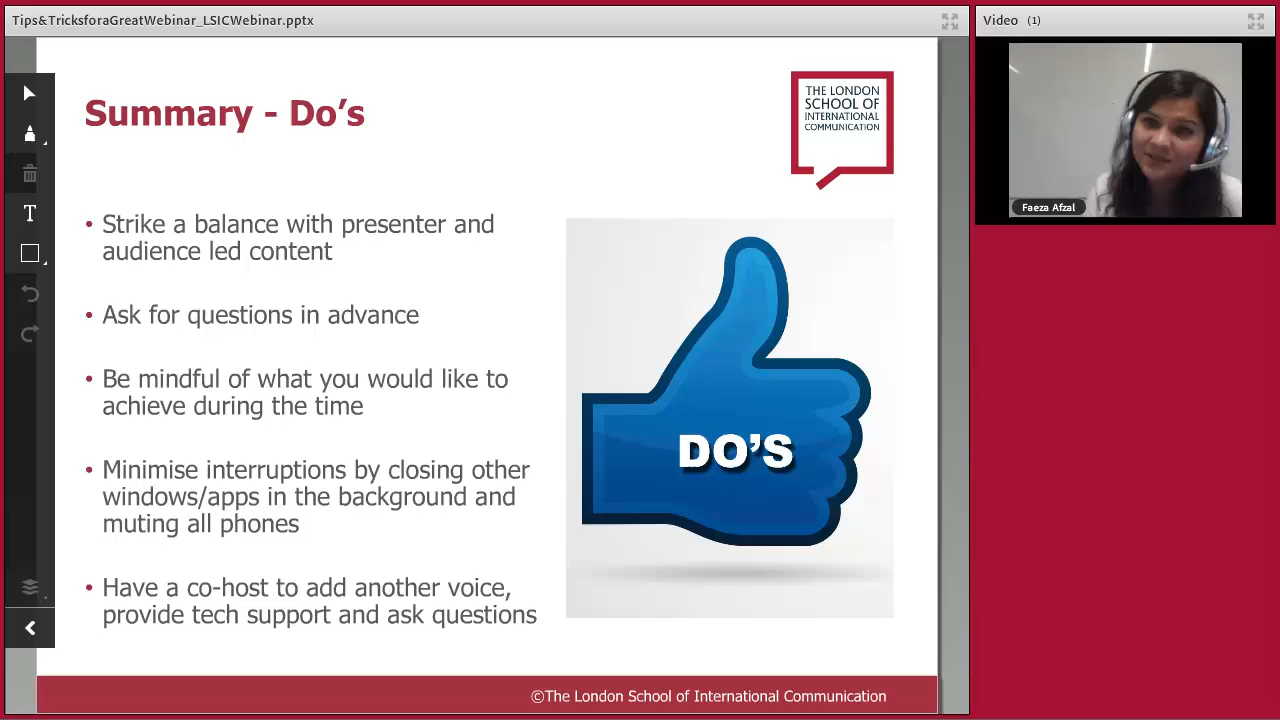 Tips&TricksforaGreatWebinar_LSICWebinar.pptx
Video (1)
Summary - Do’s
THE LONDON
SCHOOL OF
INTERNATIONAL
COMMUNICATION
Faeza Afzal
• Strike a balance with presenter and
audience led content
• Ask for questions in advance
• Be mindful of what you would like to
achieve during the time
• Minimise interruptions by closing other
windows/apps in the background and
muting all phones
• Have a co-host to add another voice,
provide tech support and ask questions
DO’S
T
©The London School of International Communication